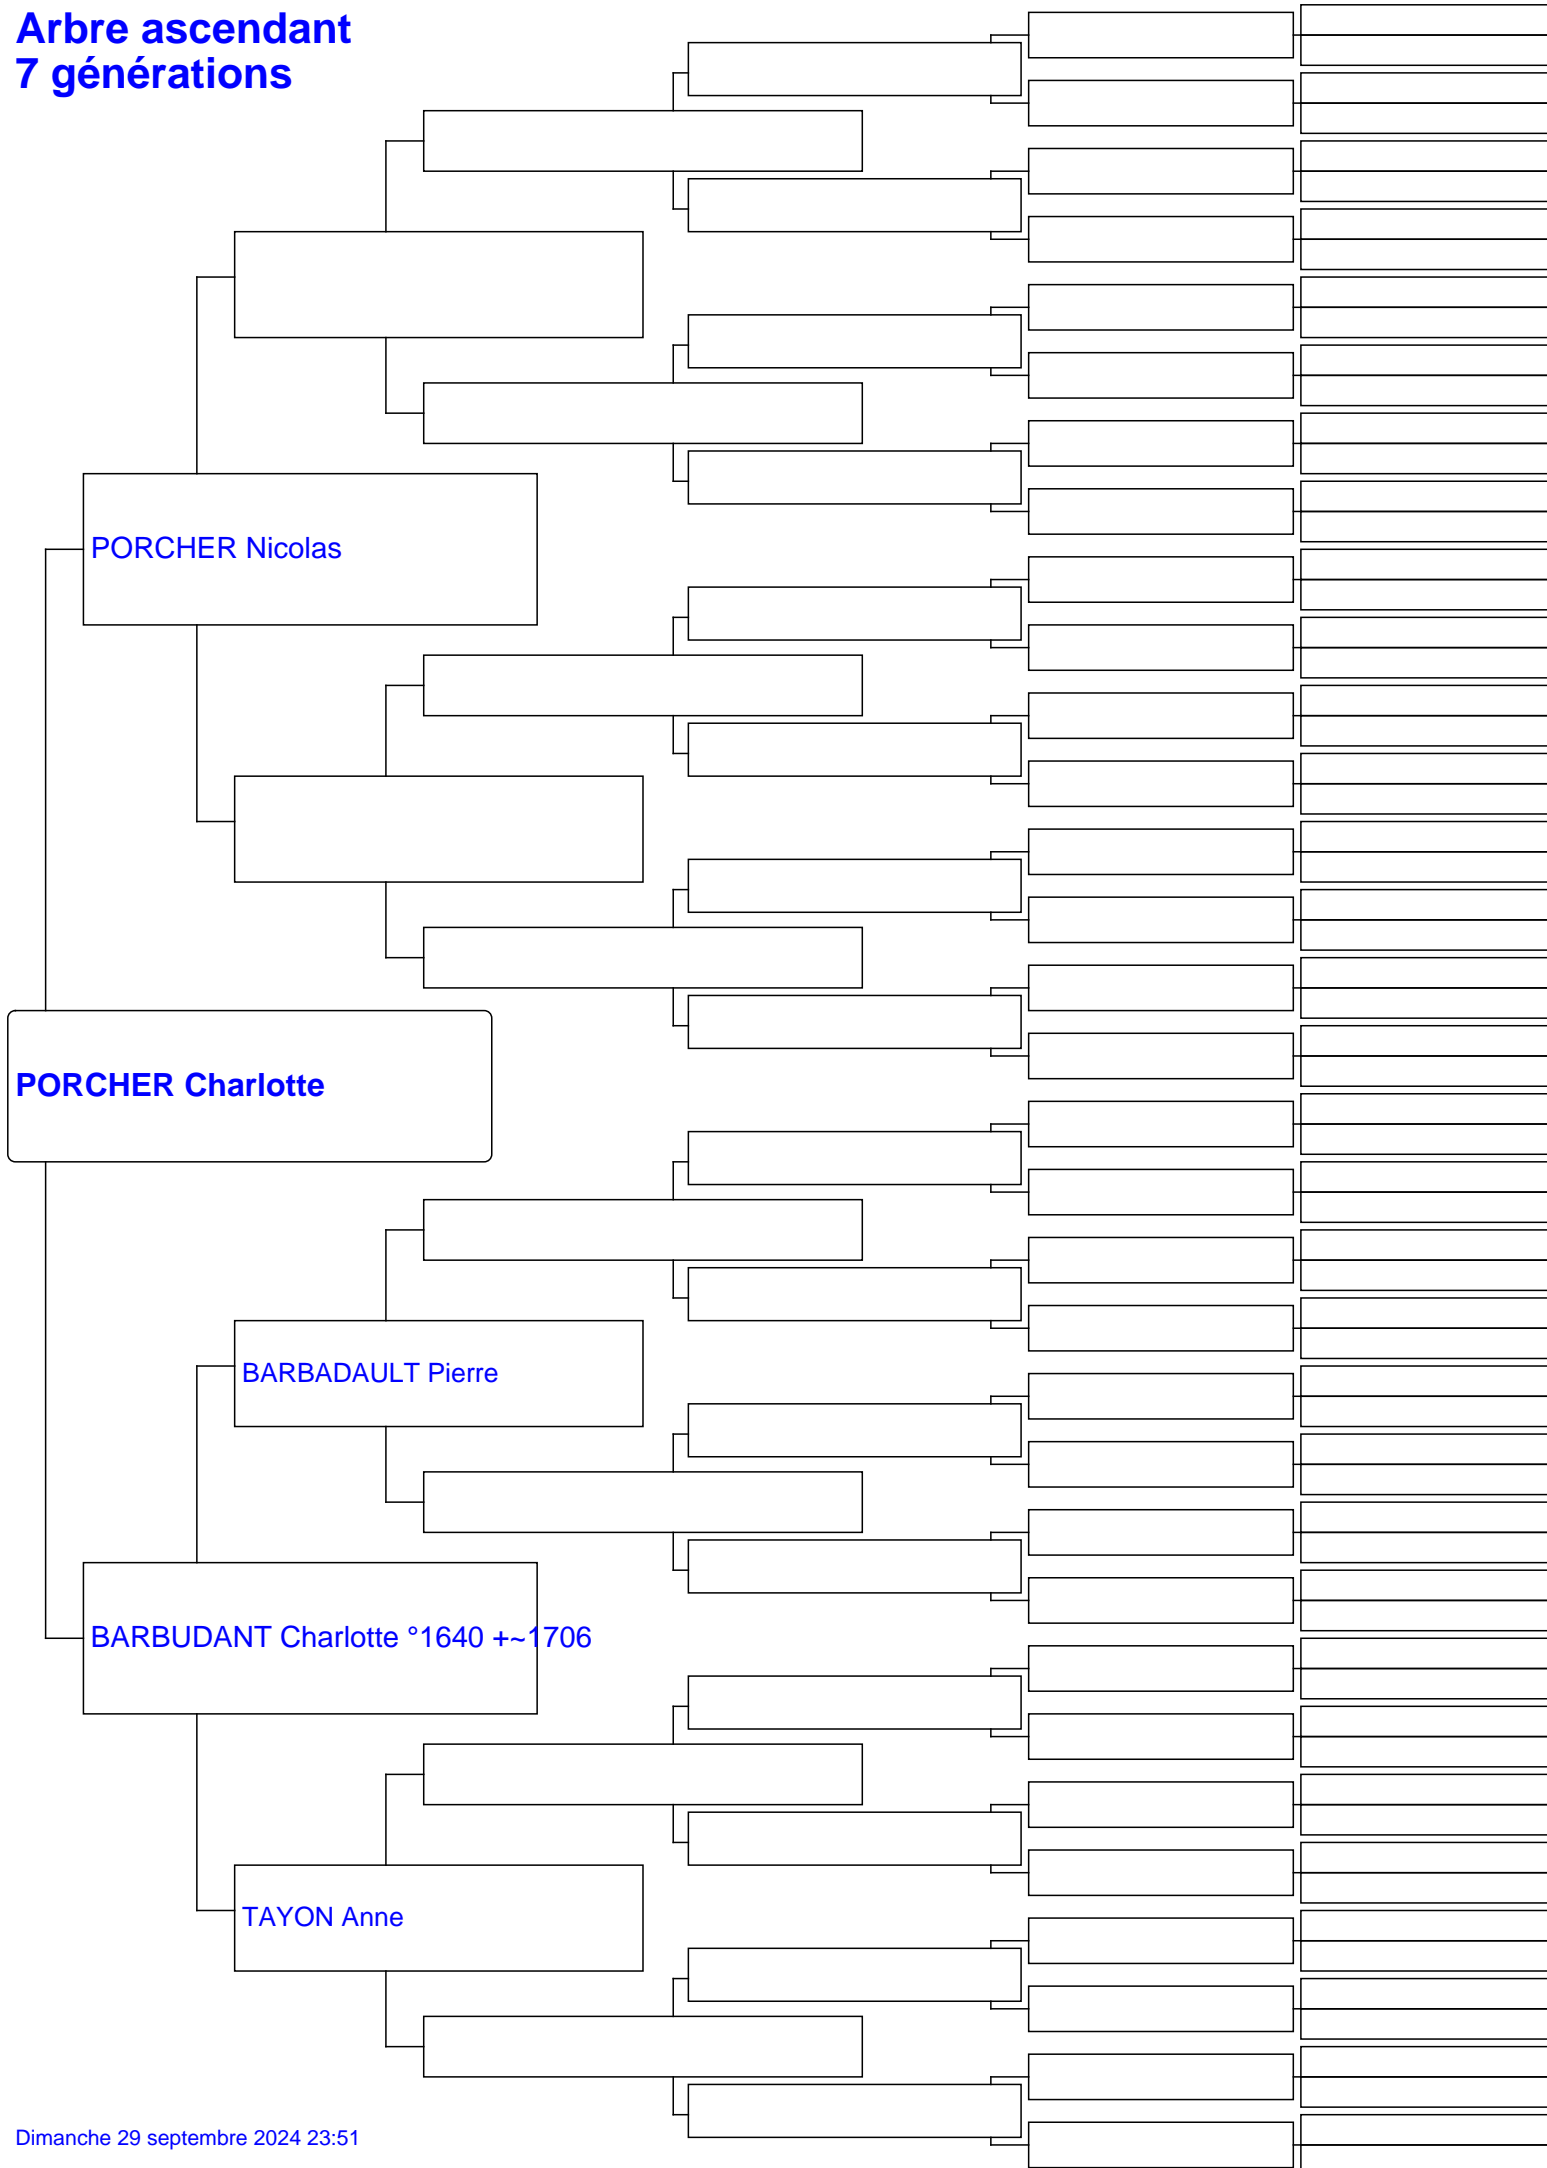 Arbre ascendant
7 générations
PORCHER Nicolas
PORCHER Charlotte
BARBADAULT Pierre
BARBUDANT Charlotte °1640 +~1706
TAYON Anne
Dimanche 29 septembre 2024 23:51